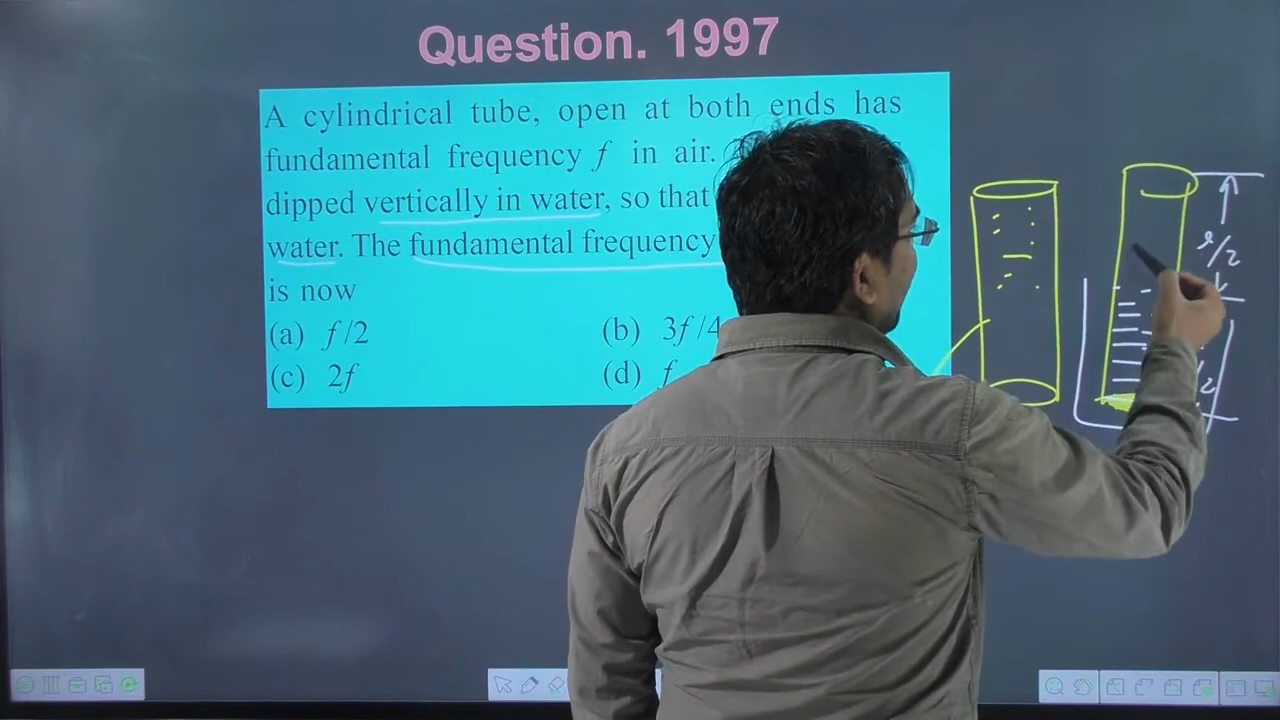 Question. 1997
A cylindrical tube, open at both ends has
fundamental frequency f in air.
dipped vertically in water, so that
water. The fundamental frequency
is now
(a) f/2
(b) 3f/4
(c) 2f
(d) f
l/2